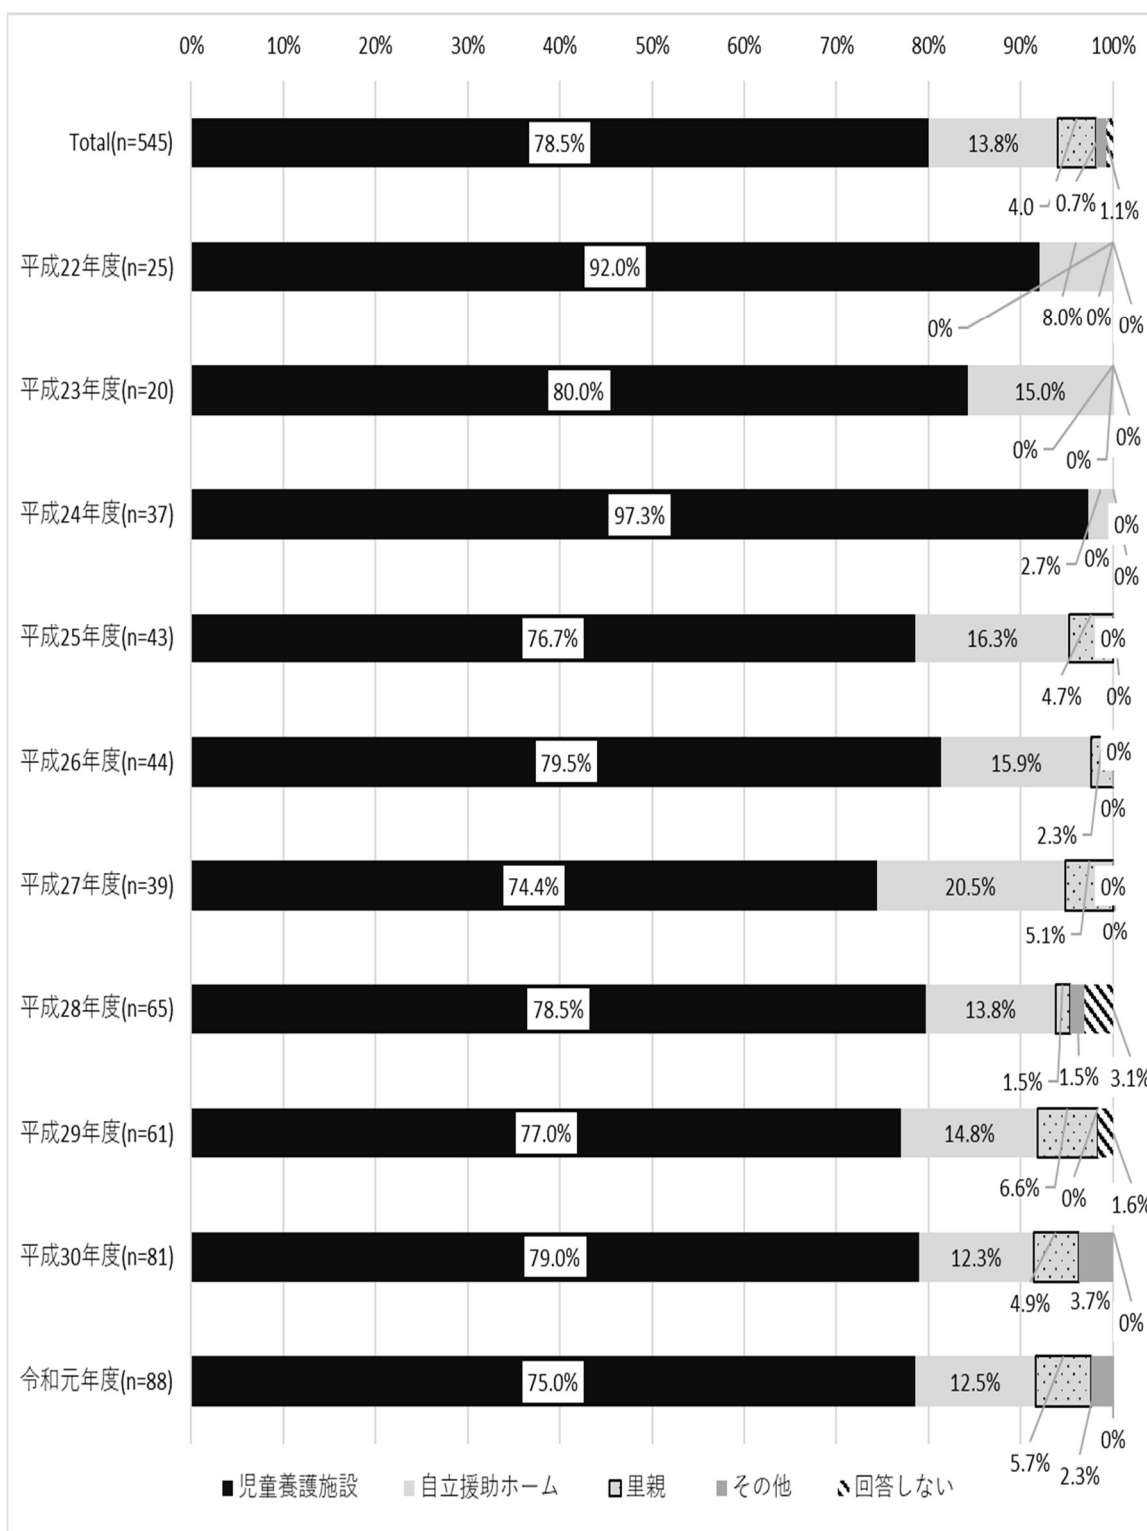 0% 10% 20% 30% 40% 50% 60% 70% 80% 90% 100%
Total(n=545) 78.5% 13.8%
4.0 0.7% 1.1%
平成22年度(n=25) 92.0%
0% 8.0% 0% 0%
平成23年度(n=20) 80.0% 15.0%
0% 0% 0%
平成24年度(n=37) 97.3% 0%
2.7% 0% 0%
平成25年度(n=43) 76.7% 16.3% 0%
4.7% 0%
平成26年度(n=44) 79.5% 15.9% 0%
2.3% 0%
平成27年度(n=39) 74.4% 20.5% 0%
5.1% 0%
平成28年度(n=65) 78.5% 13.8%
1.5% 1.5% 3.1%
平成29年度(n=61) 77.0% 14.8%
6.6% 0% 1.6%
平成30年度(n=81) 79.0% 12.3%
4.9% 3.7% 0%
令和元年度(n=88) 75.0% 12.5%
5.7% 2.3% 0%
児童養護施設 自立援助ホーム 里親 その他 回答しない